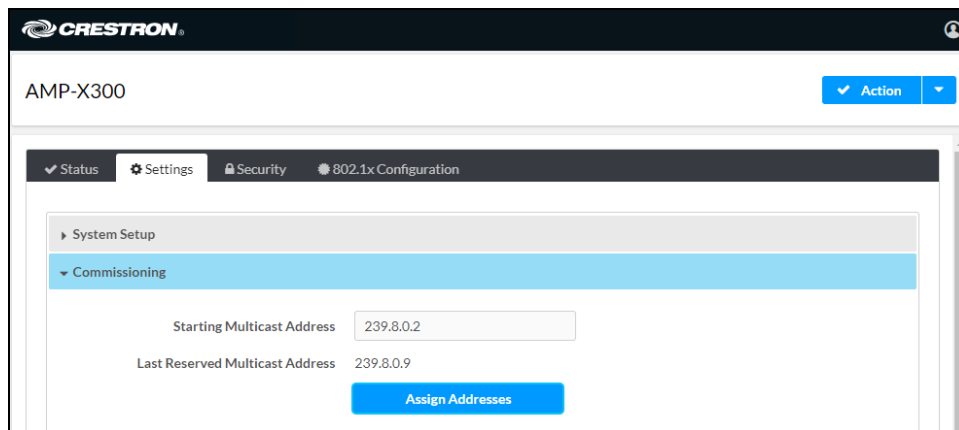 CRESTRON®
AMP-X300
Action
Status Settings Security 802.1x Configuration
System Setup
Commissioning
Starting Multicast Address 239.8.0.2
Last Reserved Multicast Address 239.8.0.9
Assign Addresses